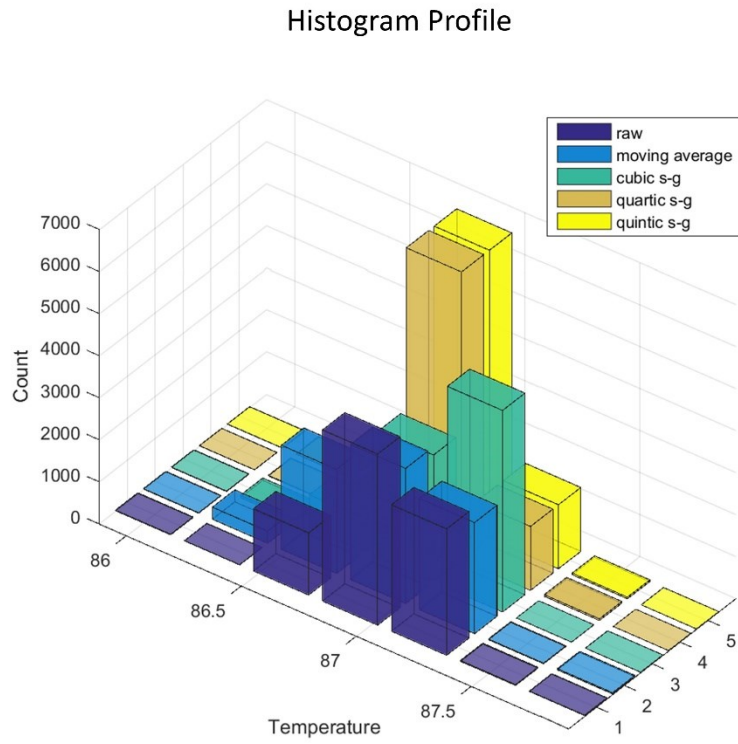 Histogram Profile
raw
moving average
cubic s-g
quartic s-g
quintic s-g
7000
6000
5000
4000
3000
2000
1000
0
Count
86
86.5
87
87.5
Temperature
1
2
3
4
5